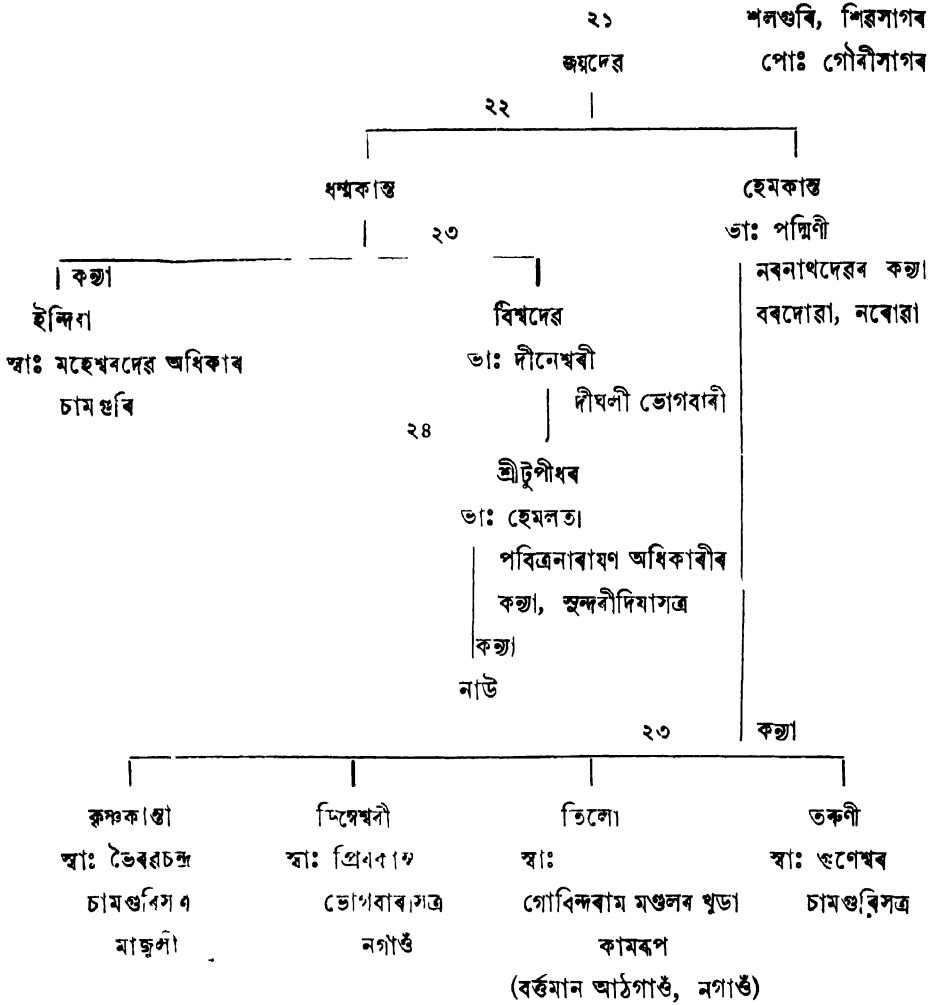 ২১ শলগুৰি, শিৱসাগৰ
জয়দেৱ পোঃ গৌৰীসাগৰ
২২
ধৰ্ম্মকান্ত হেমকান্ত
২৩ ভাঃ পদ্মিণী
কন্যা নৰনাথদেৱৰ কন্যা
ইন্দিৰা বিশ্বদেৱ বৰদোৱা, নৰোৱা
স্বাঃ মহেশ্বৰদেৱ অধিকাৰ ভাঃ দীনেশ্বৰী
চামগুৰি দীঘলী ভোগবাৰী
২৪
শ্ৰীটুপীধৰ
ভাঃ হেমলতা
পবিত্ৰনাৰায়ণ অধিকাৰীৰ
কন্যা, সুন্দৰীদিয়াসত্ৰ
কন্যা
নাউ
২৩ কন্যা
কৃষ্ণকান্তা দিম্বেশ্বৰী তিলো তৰুণী
স্বাঃ ভৈৰৱচন্দ্ৰ স্বাঃ স্বাঃ স্বাঃ গুণেশ্বৰ
চামগুৰিসত্ৰ ভোগবাৰীসত্ৰ গোবিন্দৰাম মণ্ডলৰ খুডা চামগুৰিসত্ৰ
মাজুলী নগাওঁ কামৰূপ
(বৰ্ত্তমান আঠগাওঁ, নগাওঁ)